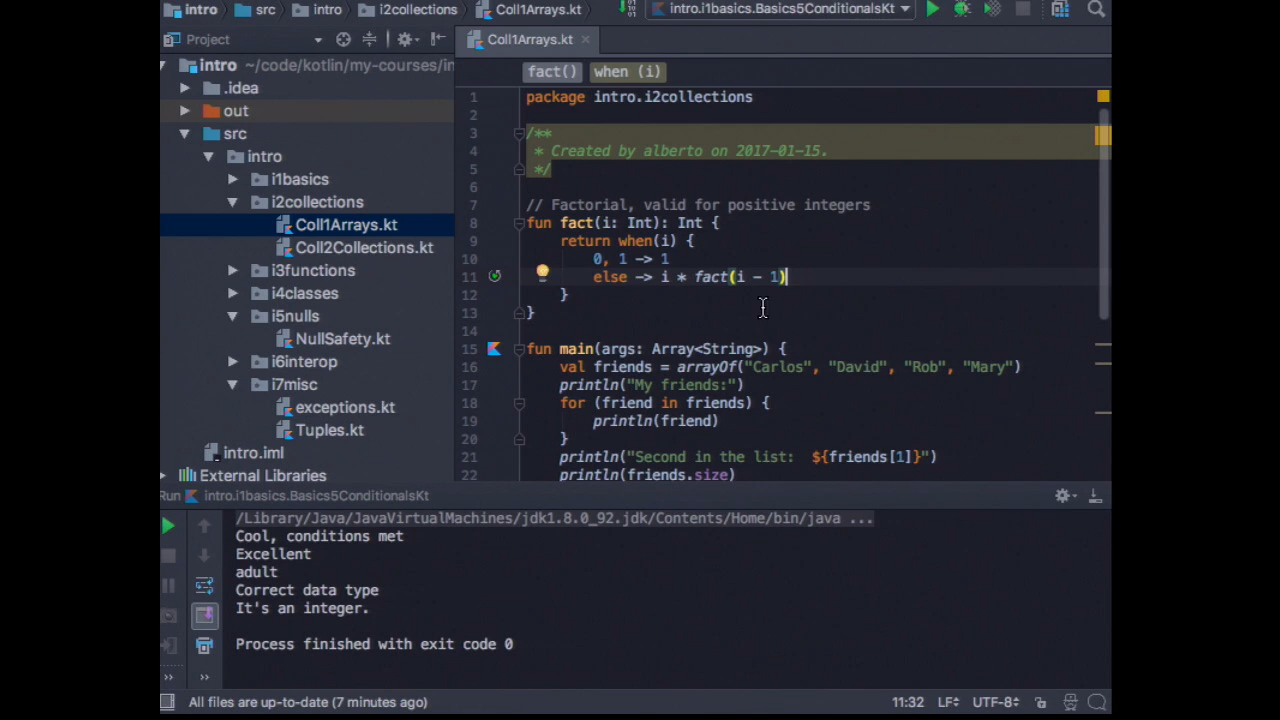 intro src intro i2collections Coll1Arrays.kt intro.i1basics.Basics5ConditionalsKt
Project Coll1Arrays.kt
fact() when (i)
intro ~/code/kotlin/my-courses/in
.idea
out
src
intro
i1basics
i2collections
Coll1Arrays.kt
Coll2Collections.kt
i3functions
i4classes
i5nulls
NullSafety.kt
i6interop
i7misc
exceptions.kt
Tuples.kt
intro.iml
External Libraries
1 package intro.i2collections
2
3 /**
4 * Created by alberto on 2017-01-15.
5 */
6
7 // Factorial, valid for positive integers
8 fun fact(i: Int): Int {
9 return when(i) {
10 0, 1 -> 1
11 else -> i * fact(i - 1)
12 }
13 }
14
15 fun main(args: Array<String>) {
16 val friends = arrayOf("Carlos", "David", "Rob", "Mary")
17 println("My friends:")
18 for (friend in friends) {
19 println(friend)
20 }
21 println("Second in the list: ${friends[1]}")
22 println(friends.size)
Run intro.i1basics.Basics5ConditionalsKt
/Library/Java/JavaVirtualMachines/jdk1.8.0_92.jdk/Contents/Home/bin/java ...
Cool, conditions met
Excellent
adult
Correct data type
It's an integer.
Process finished with exit code 0
All files are up-to-date (7 minutes ago) 11:32 LF UTF-8